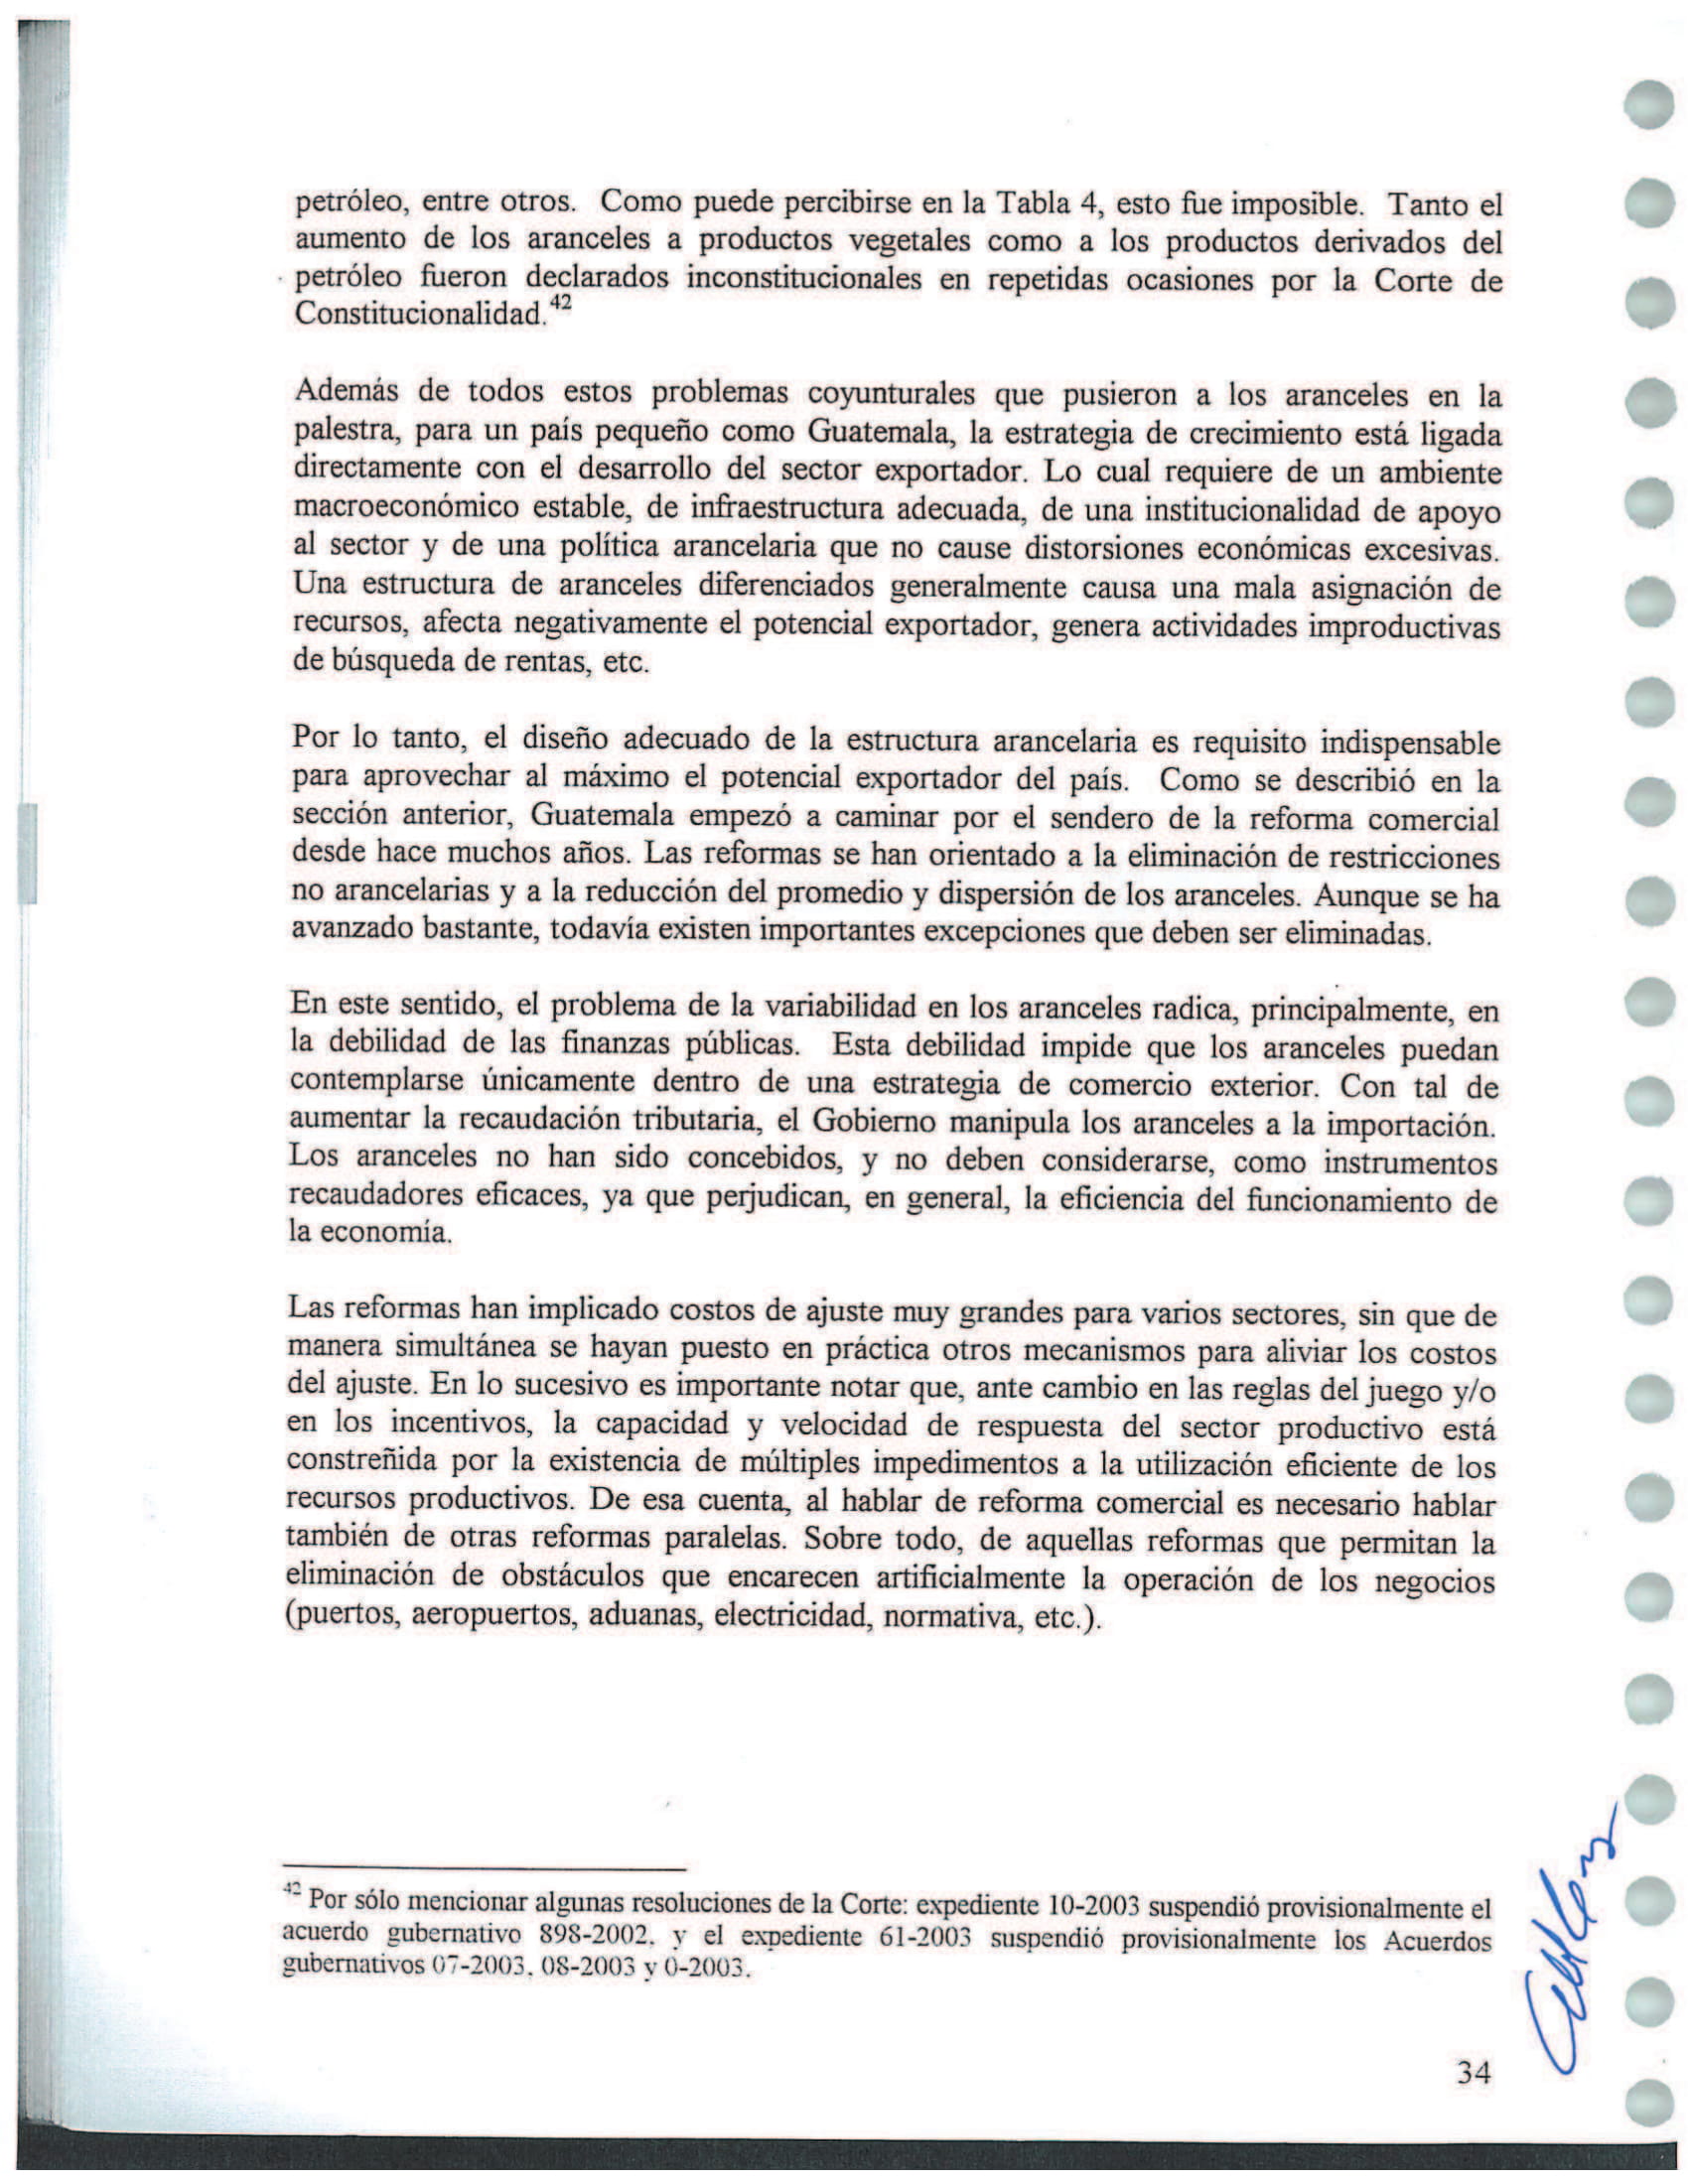 petróleo, entre otros.  Como puede percibirse en la Tabla 4, esto fue imposible.  Tanto el
aumento de los aranceles a productos vegetales como a los productos derivados del
petróleo fueron declarados inconstitucionales en repetidas ocasiones por la Corte de
Constitucionalidad.42
Además de todos estos problemas coyunturales que pusieron a los aranceles en la
palestra, para un país pequeño como Guatemala, la estrategia de crecimiento está ligada
directamente con el desarrollo del sector exportador. Lo cual requiere de un ambiente
macroeconómico estable, de infraestructura adecuada, de una institucionalidad de apoyo
al sector y de una política arancelaria que no cause distorsiones económicas excesivas.
Una estructura de aranceles diferenciados generalmente causa una mala asignación de
recursos, afecta negativamente el potencial exportador, genera actividades improductivas
de búsqueda de rentas, etc.
Por lo tanto, el diseño adecuado de la estructura arancelaria es requisito indispensable
para aprovechar al máximo el potencial exportador del país.  Como se describió en la
sección anterior, Guatemala empezó a caminar por el sendero de la reforma comercial
desde hace muchos años. Las reformas se han orientado a la eliminación de restricciones
no arancelarias y a la reducción del promedio y dispersión de los aranceles. Aunque se ha
avanzado bastante, todavía existen importantes excepciones que deben ser eliminadas.
En este sentido, el problema de la variabilidad en los aranceles radica, principalmente, en
la debilidad de las finanzas públicas.  Esta debilidad impide que los aranceles puedan
contemplarse únicamente dentro de una estrategia de comercio exterior. Con tal de
aumentar la recaudación tributaria, el Gobierno manipula los aranceles a la importación.
Los aranceles no han sido concebidos, y no deben considerarse, como instrumentos
recaudadores eficaces, ya que perjudican, en general, la eficiencia del funcionamiento de
la economía.
Las reformas han implicado costos de ajuste muy grandes para varios sectores, sin que de
manera simultánea se hayan puesto en práctica otros mecanismos para aliviar los costos
del ajuste. En lo sucesivo es importante notar que, ante cambio en las reglas del juego y/o
en los incentivos, la capacidad y velocidad de respuesta del sector productivo está
constreñida por la existencia de múltiples impedimentos a la utilización eficiente de los
recursos productivos. De esa cuenta, al hablar de reforma comercial es necesario hablar
también de otras reformas paralelas. Sobre todo, de aquellas reformas que permitan la
eliminación de obstáculos que encarecen artificialmente la operación de los negocios
(puertos, aeropuertos, aduanas, electricidad, normativa, etc.).
42 Por sólo mencionar algunas resoluciones de la Corte: expediente 10-2003 suspendió provisionalmente el
acuerdo gubernativo 898-2002, y el expediente 61-2003 suspendió provisionalmente los Acuerdos
gubernativos 07-2003, 08-2003 y 0-2003.
34